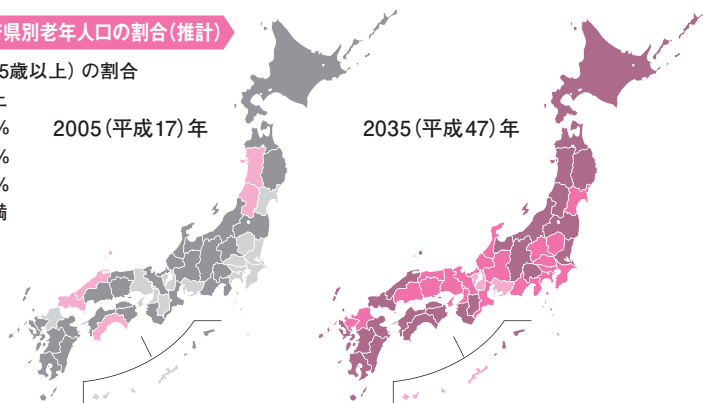 県別老年人口の割合（推計）
5歳以上）の割合
%
%
%
満
2005（平成17）年
2035（平成47）年